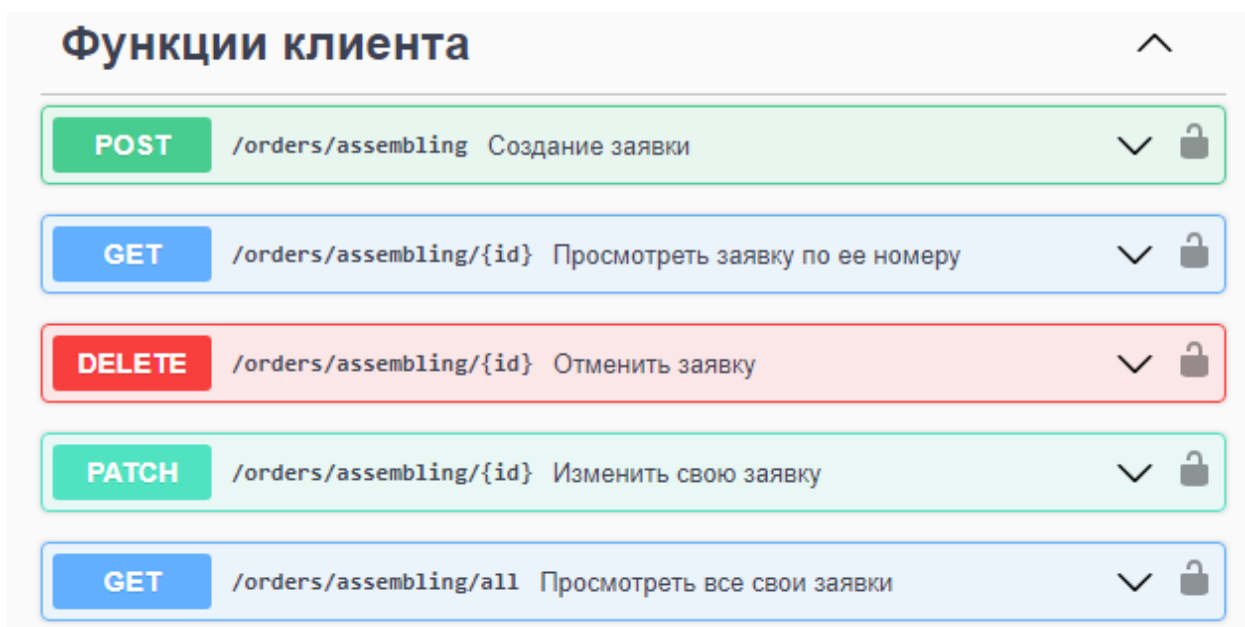 Функции клиента
POST /orders/assembling Создание заявки
GET /orders/assembling/{id} Просмотреть заявку по ее номеру
DELETE /orders/assembling/{id} Отменить заявку
PATCH /orders/assembling/{id} Изменить свою заявку
GET /orders/assembling/all Просмотреть все свои заявки